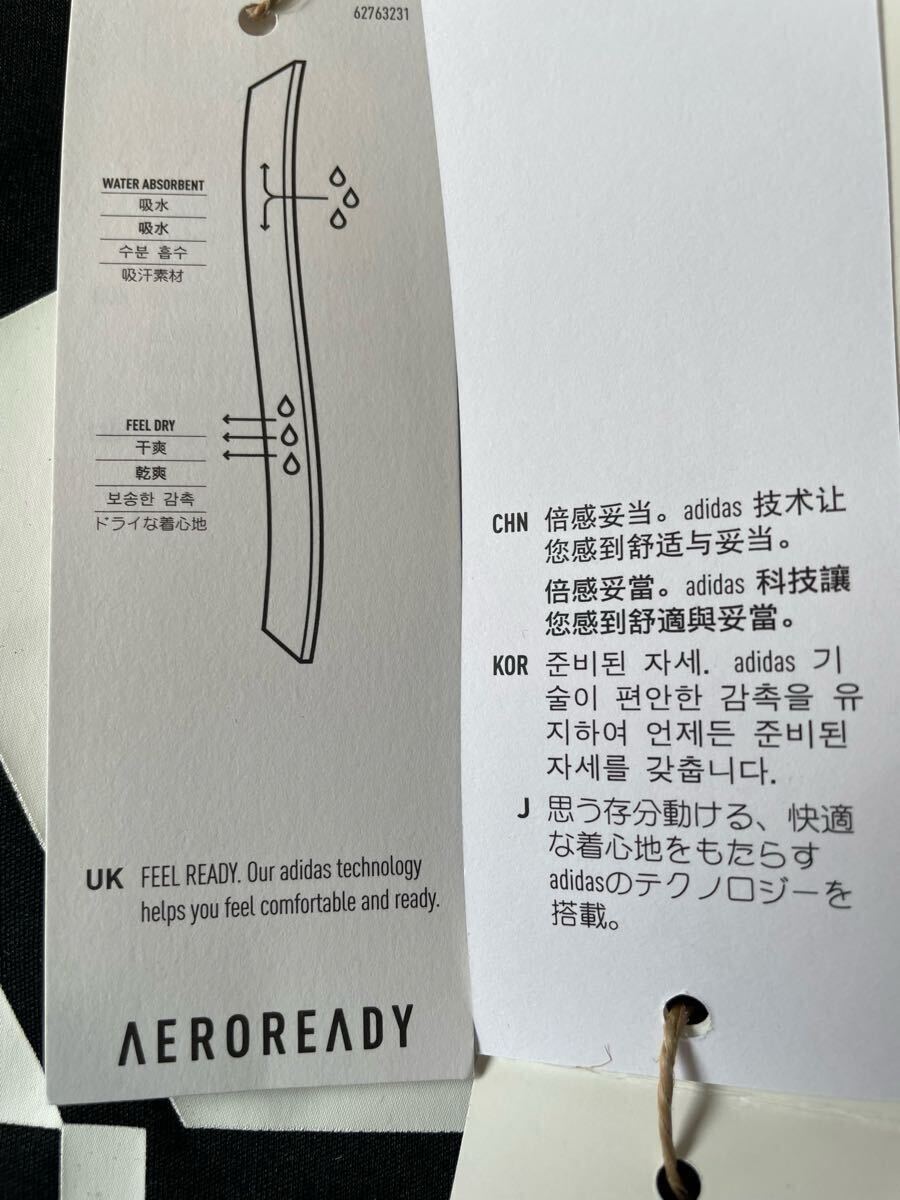 62763231
WATER ABSORBENT
吸水
吸水
수분 흡수
吸汗素材
FEEL DRY
干爽
乾爽
보송한 감촉
ドライな着心地
UK FEEL READY. Our adidas technology
helps you feel comfortable and ready.
AEROREADY
CHN 倍感妥当。adidas 技术让
您感到舒适与妥当。
倍感妥當。adidas 科技讓
您感到舒適與妥當。
KOR 준비된 자세. adidas 기
술이 편안한 감촉을 유
지하여 언제든 준비된
자세를 갖춥니다.
J 思う存分動ける、快適
な着心地をもたらす
adidasのテクノロジーを
搭載。